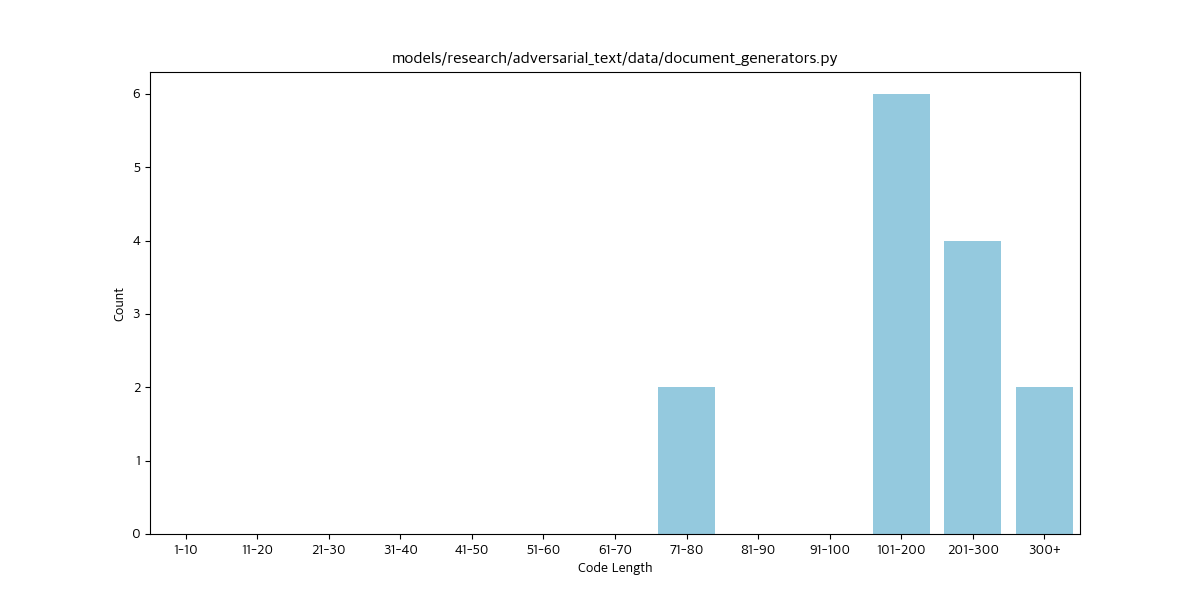 models/research/adversarial_text/data/document_generators.py
6
5
4
3
2
1
0
Count
1-10 11-20 21-30 31-40 41-50 51-60 61-70 71-80 81-90 91-100 101-200 201-300 300+
Code Length